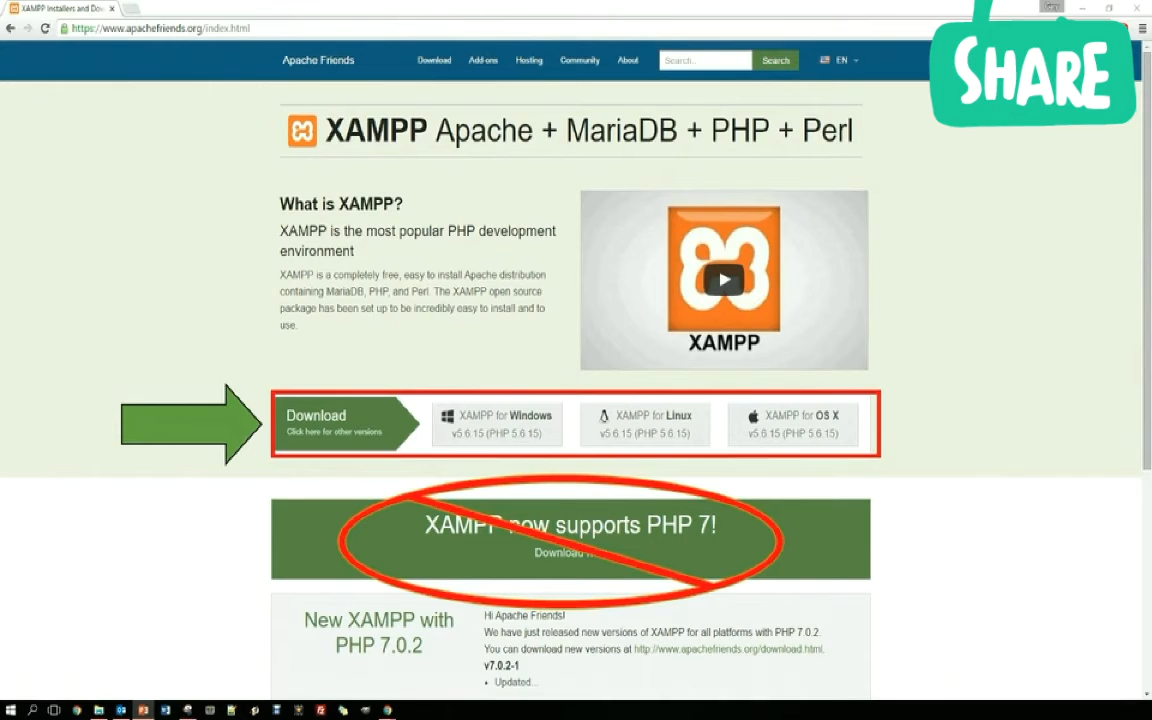 XAMPP Installers and Dow
https://www.apachefriends.org/index.html
SHARE
Apache Friends
Download
Add-ons
Hosting
Community
About
Search...
Search
EN
XAMPP Apache + MariaDB + PHP + Perl
What is XAMPP?
XAMPP is the most popular PHP development
environment
XAMPP is a completely free, easy to install Apache distribution
containing MariaDB, PHP, and Perl. The XAMPP open source
package has been set up to be incredibly easy to install and to
use.
XAMPP
Download
Click here for other versions
XAMPP for Windows
v5.6.15 (PHP 5.6.15)
XAMPP for Linux
v5.6.15 (PHP 5.6.15)
XAMPP for OS X
v5.6.15 (PHP 5.6.15)
XAMPP now supports PHP 7!
Download
New XAMPP with
PHP 7.0.2
Hi Apache Friends!
We have just released new versions of XAMPP for all platforms with PHP 7.0.2.
You can download new versions at http://www.apachefriends.org/download.html.
v7.0.2-1
• Updated...